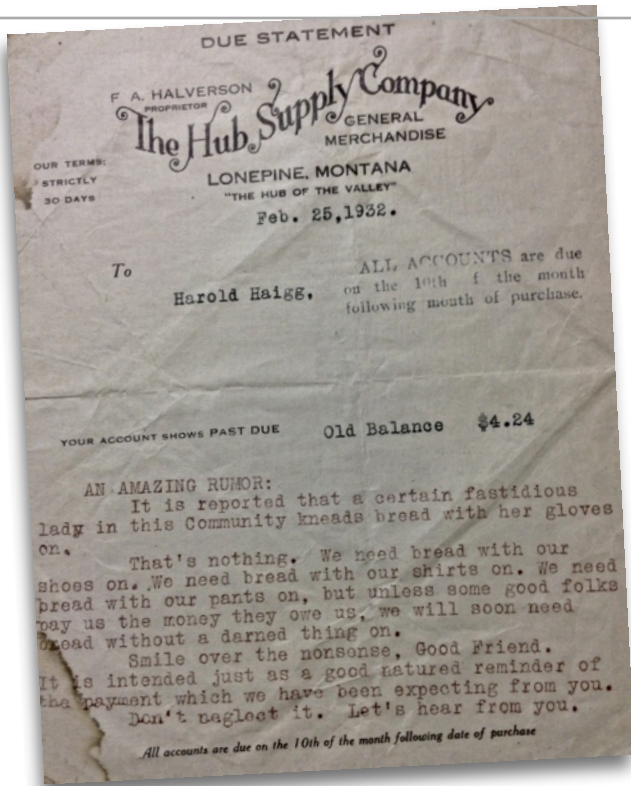 DUE STATEMENT
F A. HALVERSON
PROPRIETOR
The Hub Supply Company
GENERAL
MERCHANDISE
OUR TERMS:
STRICTLY
30 DAYS
LONEPINE, MONTANA
"THE HUB OF THE VALLEY"
Feb. 25,1932.
To
Harold Haigg,
ALL ACCOUNTS are due
on the 10th f the month
following month of purchase.
YOUR ACCOUNT SHOWS PAST DUE Old Balance $4.24
AN AMAZING RUMOR:
It is reported that a certain fastidious
lady in this Community kneads bread with her gloves
on.
That's nothing. We need bread with our
shoes on. We need bread with our shirts on. We need
bread with our pants on, but unless some good folks
pay us the money they owe us, we will soon need
bread without a darned thing on.
Smile over the nonsense, Good Friend.
It is intended just as a good natured reminder of
the payment which we have been expecting from you.
Don't neglect it. Let's hear from you.
All accounts are due on the 10th of the month following date of purchase